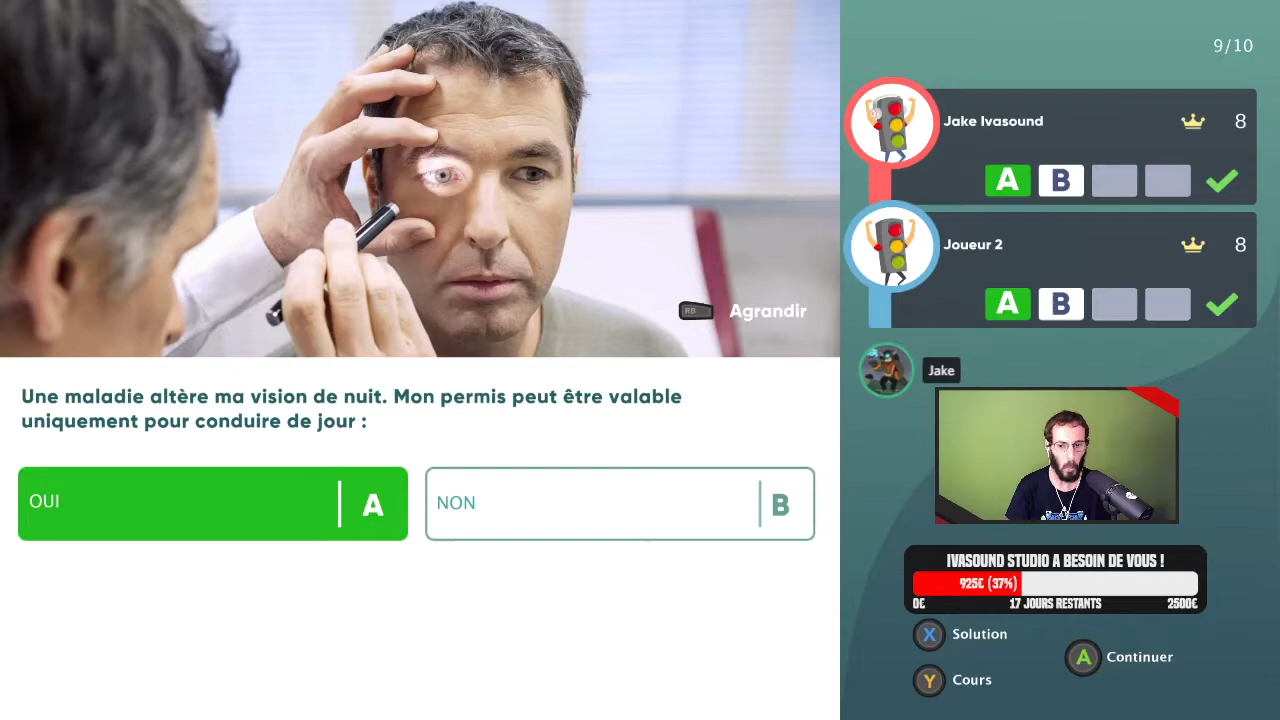 9/10
Jake Ivasound 8
A B
Joueur 2 8
A B
RB Agrandir
Jake
Une maladie altère ma vision de nuit. Mon permis peut être valable
uniquement pour conduire de jour :
OUI A
NON B
IVASOUND STUDIO A BESOIN DE VOUS !
925€ (37%)
0€ 17 JOURS RESTANTS 2500€
X Solution
A Continuer
Y Cours